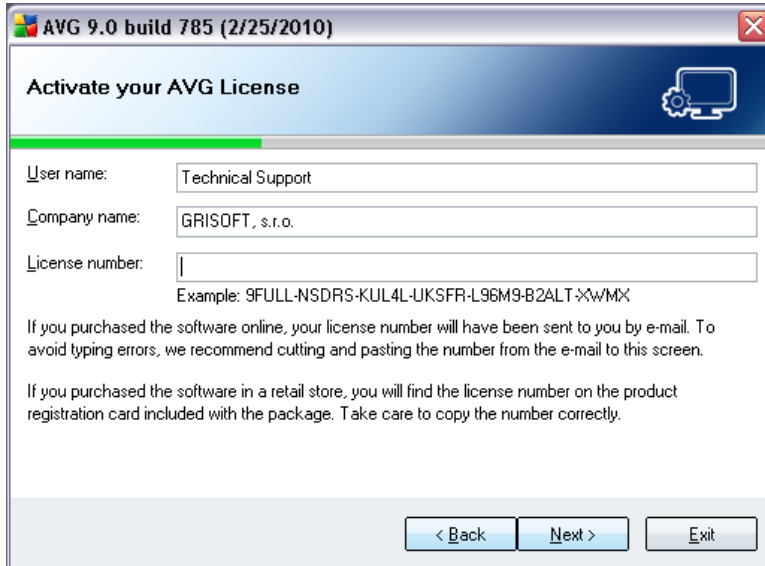 AVG 9.0 build 785 (2/25/2010)
Activate your AVG License
User name:
Technical Support
Company name:
GRISOFT, s.r.o.
License number:
Example: 9FULL-NSDRS-KUL4L-UKSFR-L96M9-B2ALT-XWMX
If you purchased the software online, your license number will have been sent to you by e-mail. To
avoid typing errors, we recommend cutting and pasting the number from the e-mail to this screen.
If you purchased the software in a retail store, you will find the license number on the product
registration card included with the package. Take care to copy the number correctly.
< Back
Next >
Exit